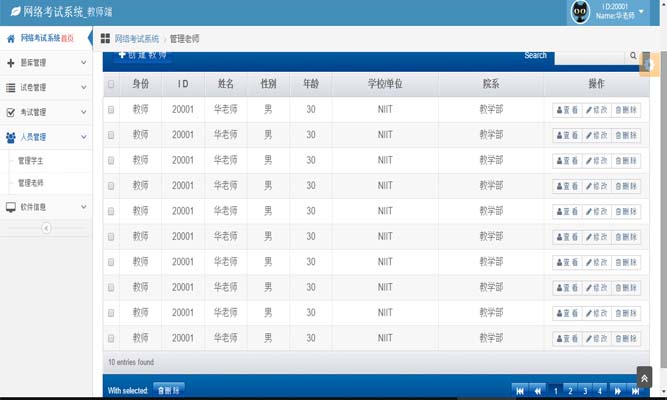 网络考试系统_教师端
ID:20001
Name:华老师
网络考试系统首页
网络考试系统 > 管理老师
题库管理
试卷管理
考试管理
人员管理
管理学生
管理老师
软件信息
创建教师
Search
身份 ID 姓名 性别 年龄 学校/单位 院系 操作
教师 20001 华老师 男 30 NIIT 教学部 查看 修改 删除
教师 20001 华老师 男 30 NIIT 教学部 查看 修改 删除
教师 20001 华老师 男 30 NIIT 教学部 查看 修改 删除
教师 20001 华老师 男 30 NIIT 教学部 查看 修改 删除
教师 20001 华老师 男 30 NIIT 教学部 查看 修改 删除
教师 20001 华老师 男 30 NIIT 教学部 查看 修改 删除
教师 20001 华老师 男 30 NIIT 教学部 查看 修改 删除
教师 20001 华老师 男 30 NIIT 教学部 查看 修改 删除
教师 20001 华老师 男 30 NIIT 教学部 查看 修改 删除
教师 20001 华老师 男 30 NIIT 教学部 查看 修改 删除
10 entries found
With selected: 删除
1 2 3 4